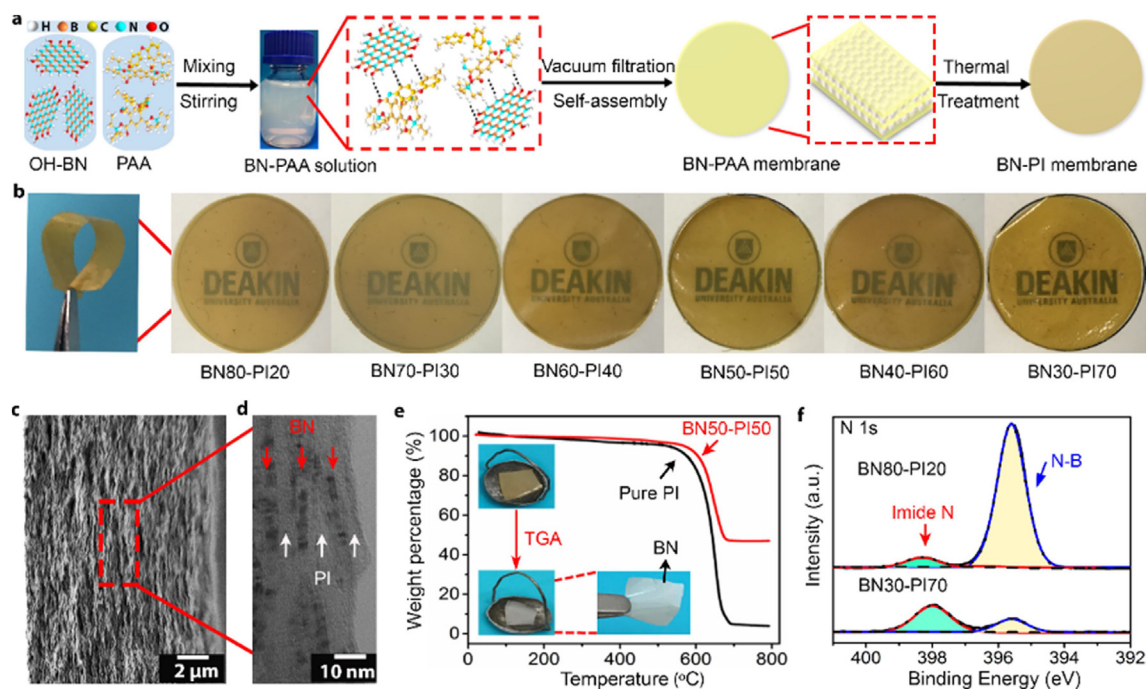 a
H B C N O
OH-BN
PAA
Mixing
Stirring
BN-PAA solution
Vacuum filtration
Self-assembly
BN-PAA membrane
Thermal
Treatment
BN-PI membrane
b
DEAKIN
UNIVERSITY AUSTRALIA
DEAKIN
UNIVERSITY AUSTRALIA
DEAKIN
UNIVERSITY AUSTRALIA
DEAKIN
UNIVERSITY AUSTRALIA
DEAKIN
UNIVERSITY AUSTRALIA
DEAKIN
UNIVERSITY AUSTRALIA
BN80-PI20
BN70-PI30
BN60-PI40
BN50-PI50
BN40-PI60
BN30-PI70
c
2 μm
d
BN
PI
10 nm
e
Weight percentage (%)
100
80
60
40
20
0
BN50-PI50
Pure PI
TGA
BN
0 200 400 600 800
Temperature (oC)
f
Intensity (a.u.)
N 1s
BN80-PI20
N-B
Imide N
BN30-PI70
400 398 396 394 392
Binding Energy (eV)